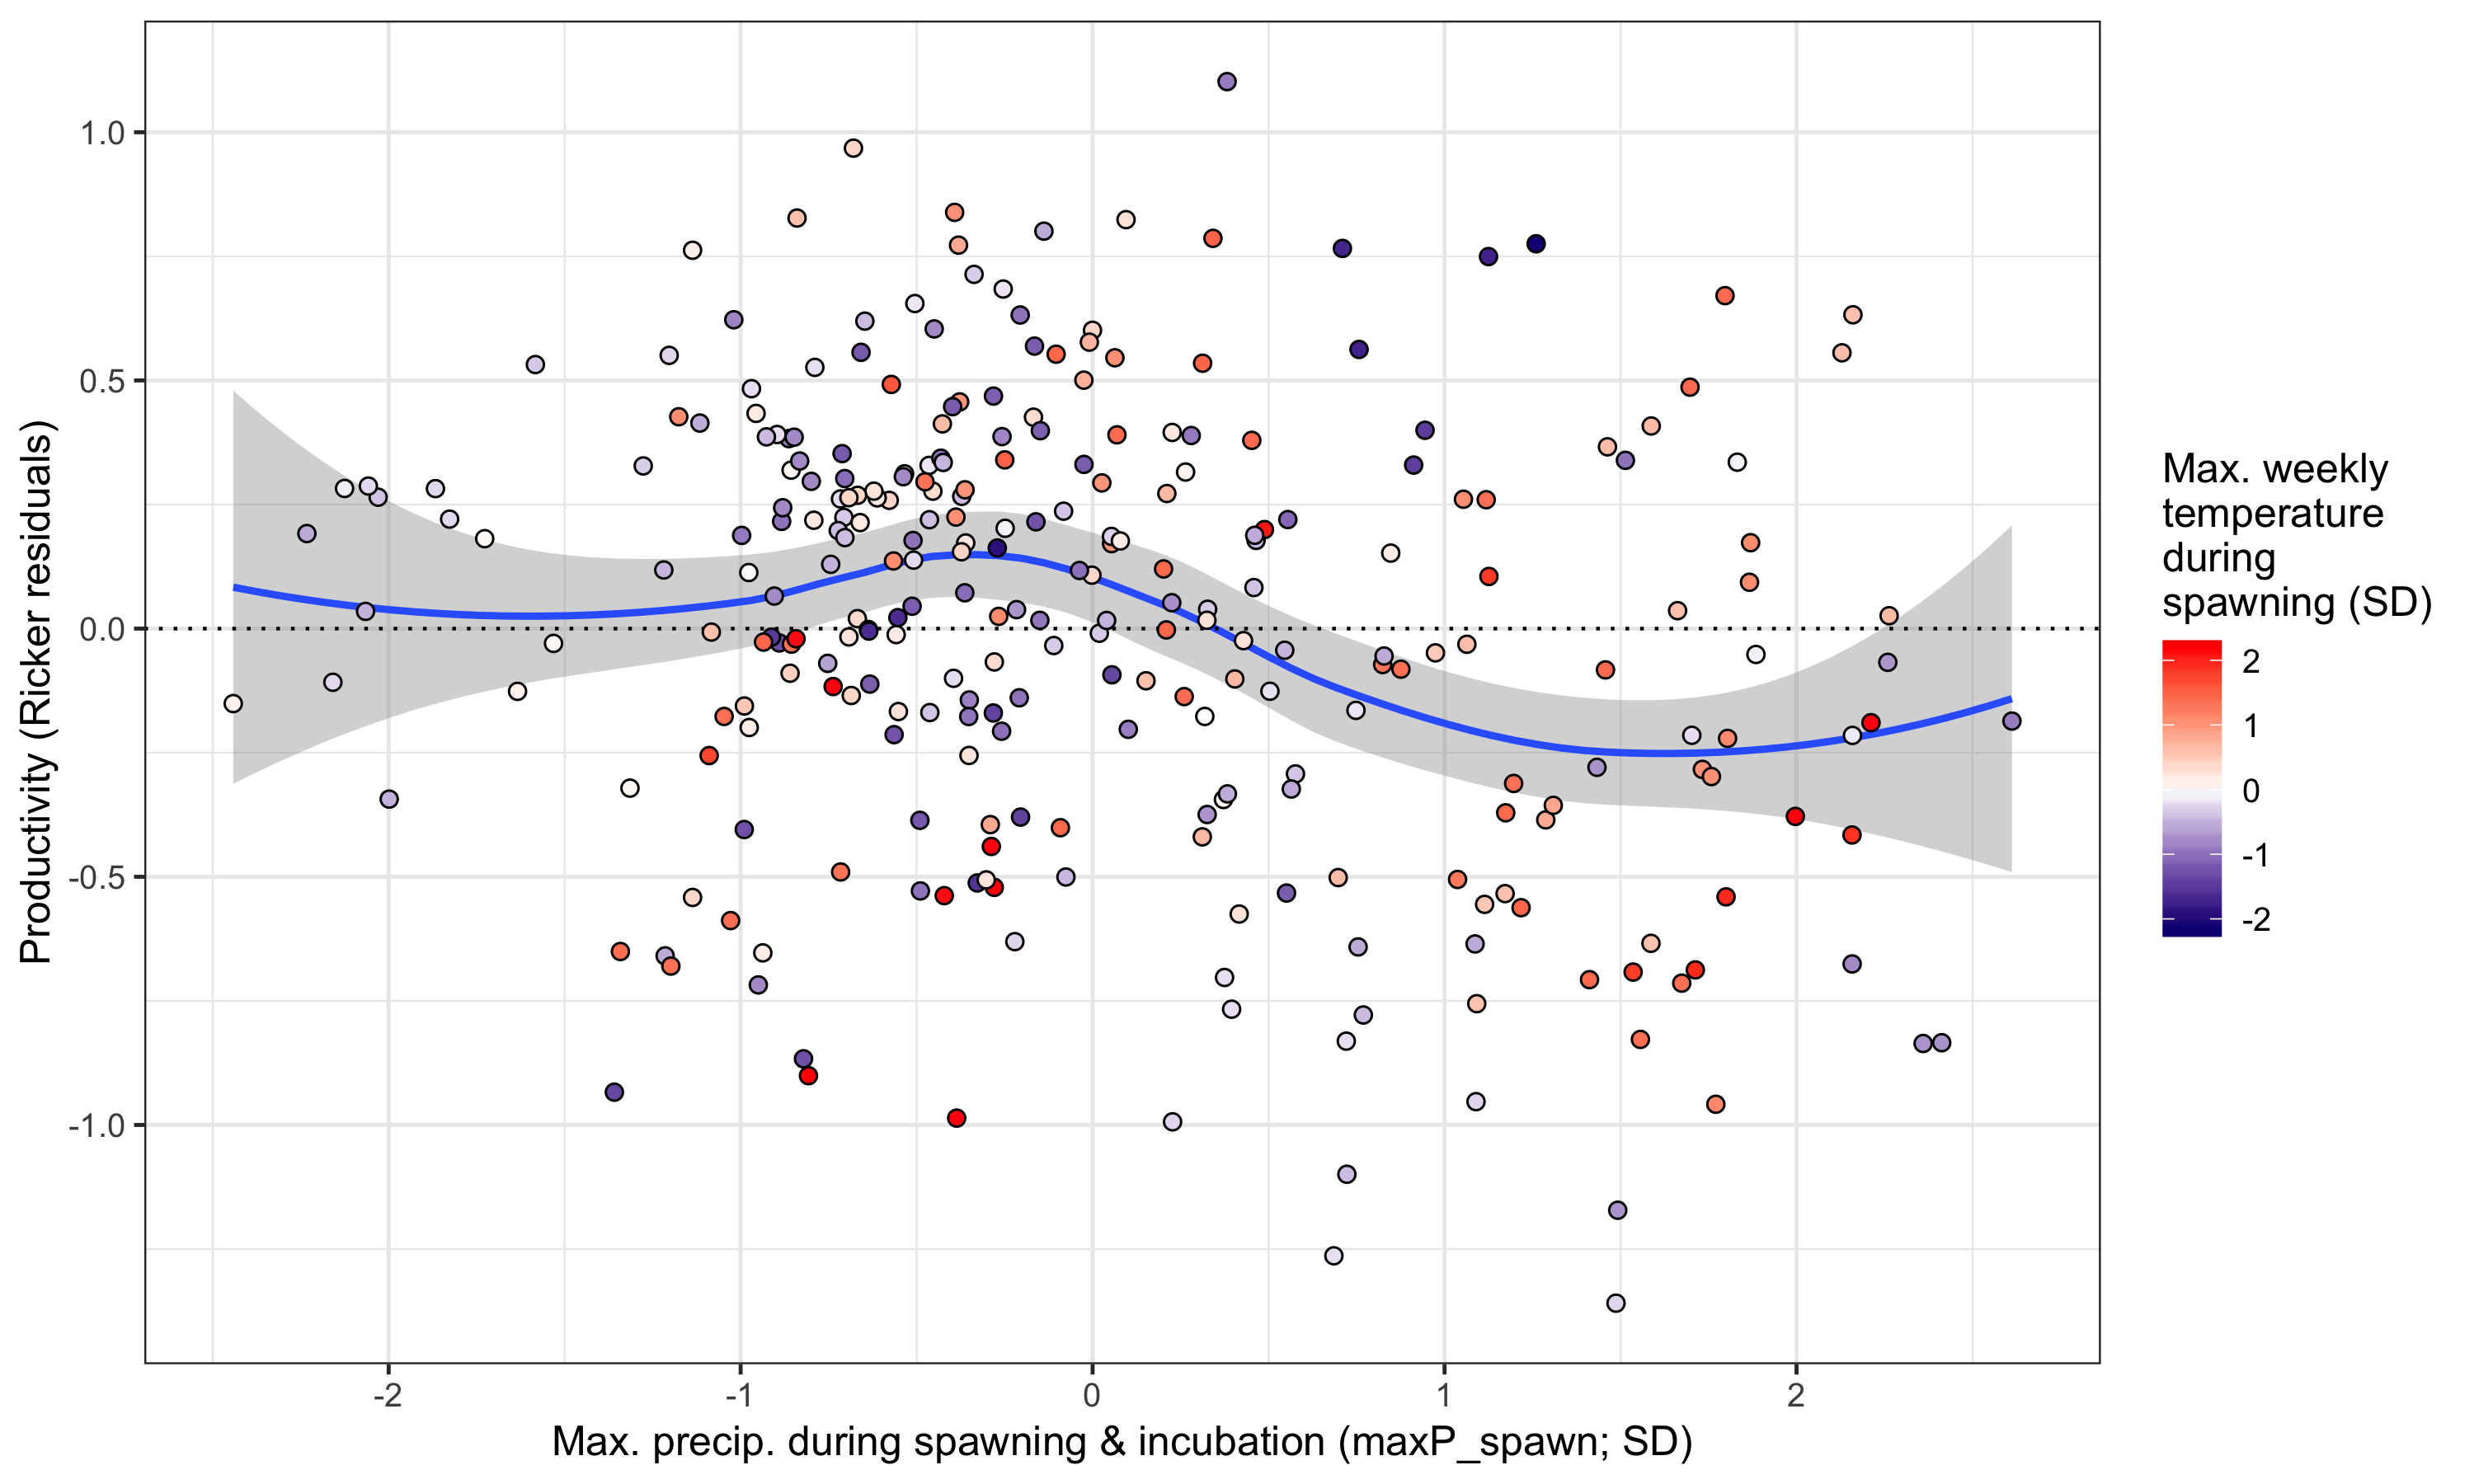 1.0
0.5
0.0
-0.5
-1.0
Productivity (Ricker residuals)
-2
-1
0
1
2
Max. precip. during spawning & incubation (maxP_spawn; SD)
Max. weekly
temperature
during
spawning (SD)
2
1
0
-1
-2